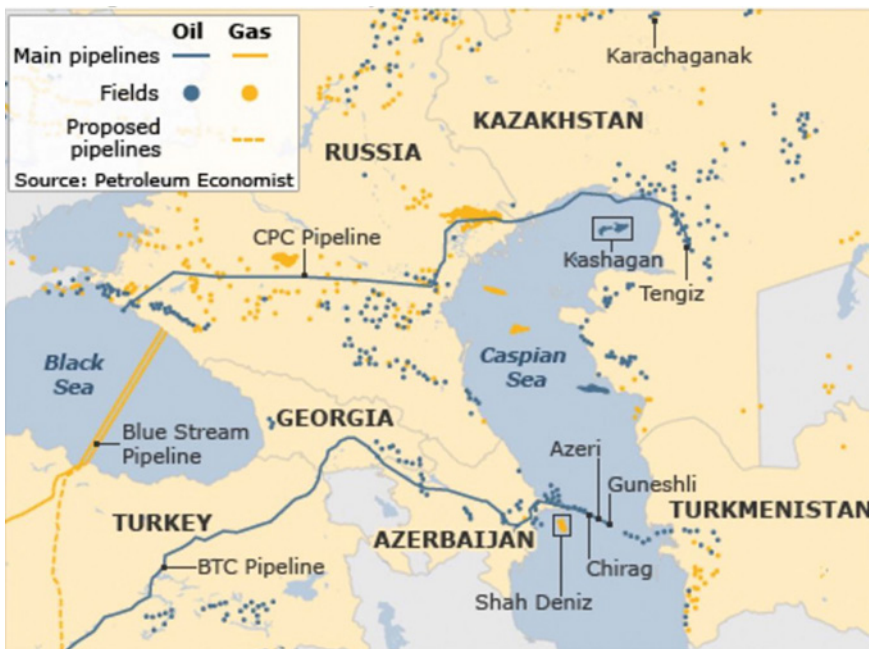 Oil Gas
Main pipelines
Fields
Proposed
pipelines
Source: Petroleum Economist
Karachaganak
KAZAKHSTAN
RUSSIA
CPC Pipeline
Kashagan
Tengiz
Black
Sea
Caspian
Sea
GEORGIA
Blue Stream
Pipeline
Azeri
Guneshli
TURKEY
AZERBAIJAN
TURKMENISTAN
BTC Pipeline
Chirag
Shah Deniz